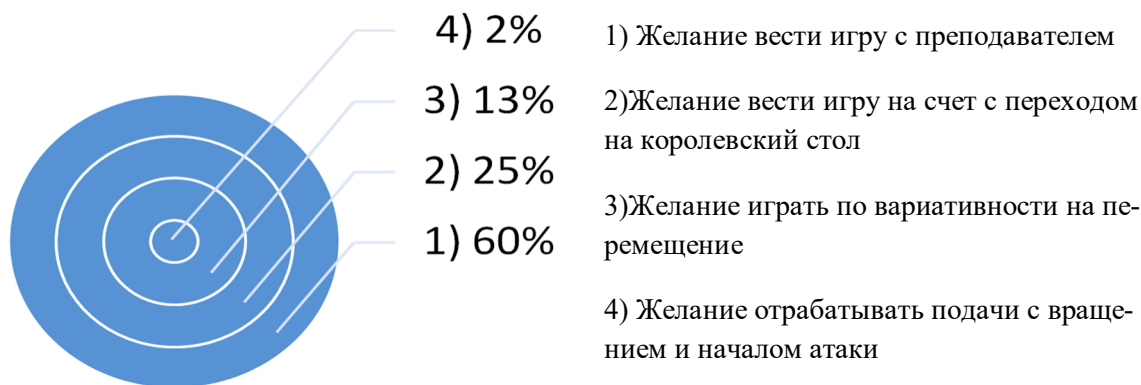 4) 2%
3) 13%
2) 25%
1) 60%
1) Желание вести игру с преподавателем
2)Желание вести игру на счет с переходом
на королевский стол
3)Желание играть по вариативности на пе-
ремещение
4) Желание отрабатывать подачи с враще-
нием и началом атаки